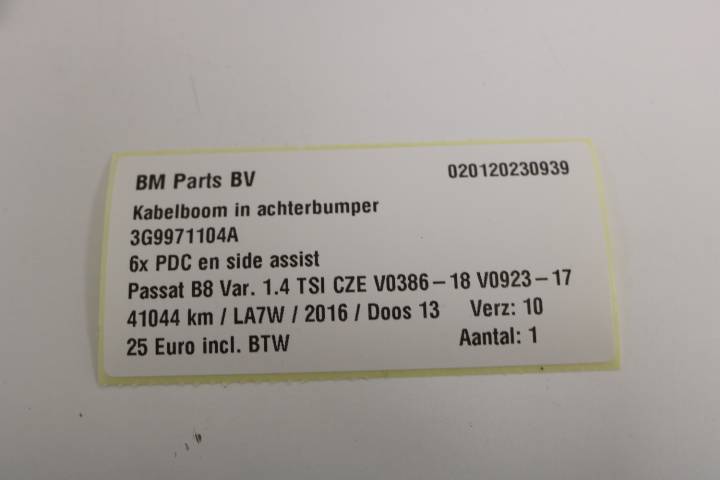 BM Parts BV 020120230939
Kabelboom in achterbumper
3G9971104A
6x PDC en side assist
Passat B8 Var. 1.4 TSI CZE V0386-18 V0923-17
41044 km / LA7W / 2016 / Doos 13 Verz: 10
25 Euro incl. BTW Aantal: 1